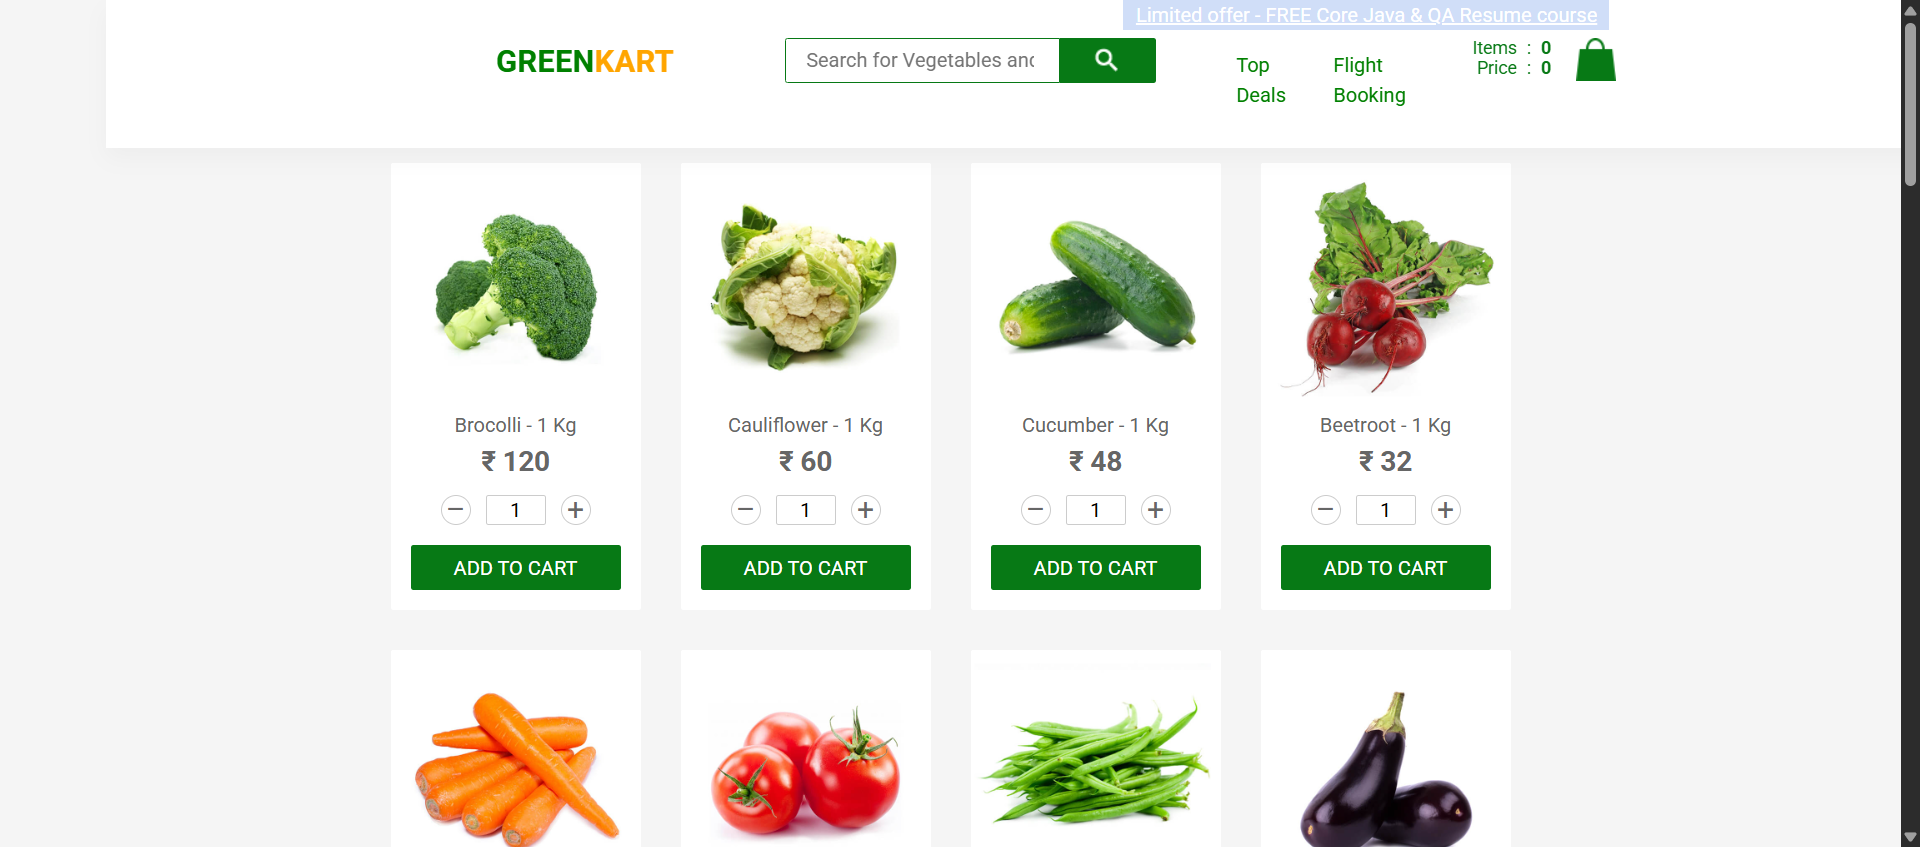 Limited offer - FREE Core Java & QA Resume course
GREENKART
Search for Vegetables and
Top Deals
Flight Booking
Items : 0
Price : 0
Brocolli - 1 Kg
₹ 120
– 1 +
ADD TO CART
Cauliflower - 1 Kg
₹ 60
– 1 +
ADD TO CART
Cucumber - 1 Kg
₹ 48
– 1 +
ADD TO CART
Beetroot - 1 Kg
₹ 32
– 1 +
ADD TO CART